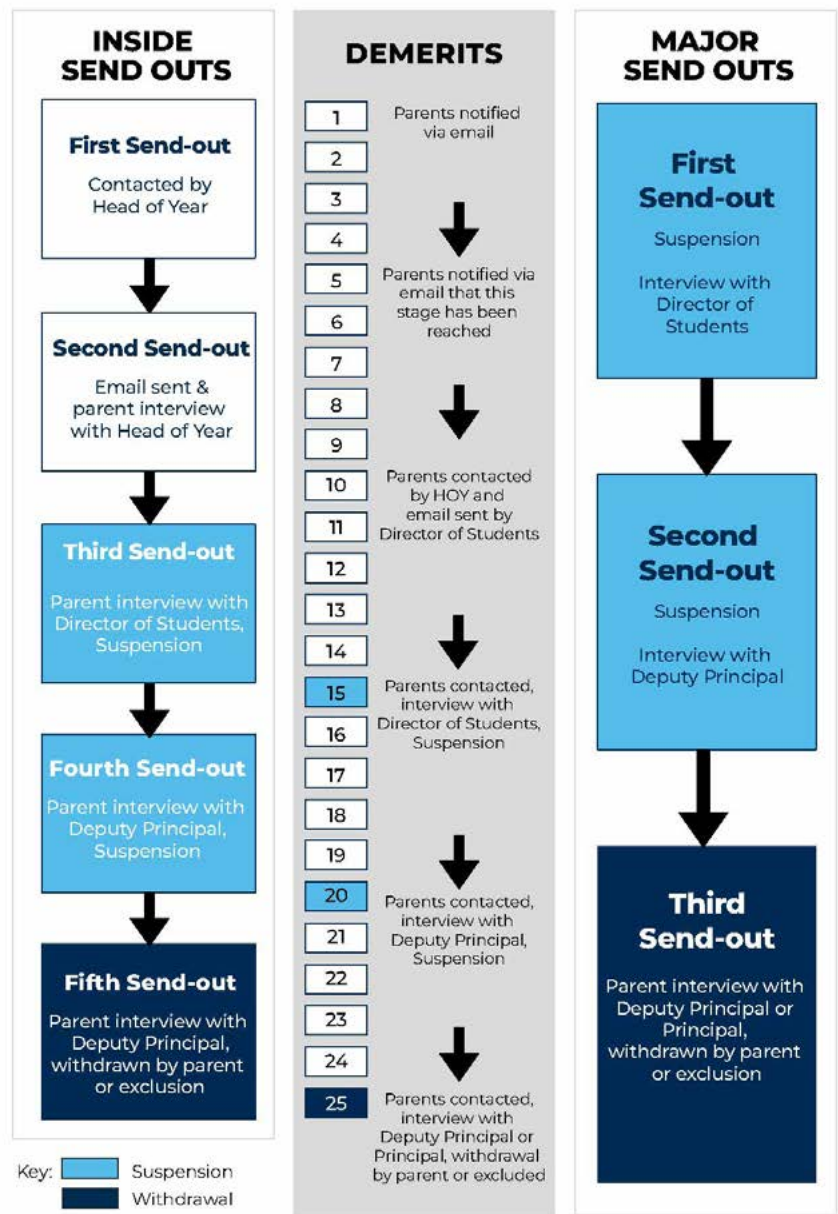 INSIDE
SEND OUTS
First Send-out
Contacted by
Head of Year
Second Send-out
Email sent &
parent interview
with Head of Year
Third Send-out
Parent interview with
Director of Students,
Suspension
Fourth Send-out
Parent interview with
Deputy Principal,
Suspension
Fifth Send-out
Parent interview with
Deputy Principal,
withdrawn by parent
or exclusion
Key:
Suspension
Withdrawal
DEMERITS
1
Parents notified
via email
2
3
4
5
Parents notified via
email that this
stage has been
reached
6
7
8
9
10
Parents contacted
by HOY and
email sent by
Director of Students
11
12
13
14
15
Parents contacted,
interview with
Director of Students,
Suspension
16
17
18
19
20
Parents contacted,
interview with
Deputy Principal,
Suspension
21
22
23
24
25
Parents contacted,
interview with
Deputy Principal or
Principal, withdrawal
by parent or excluded
MAJOR
SEND OUTS
First
Send-out
Suspension
Interview with
Director of
Students
Second
Send-out
Suspension
Interview with
Deputy Principal
Third
Send-out
Parent interview with
Deputy Principal or
Principal,
withdrawn by parent
or exclusion